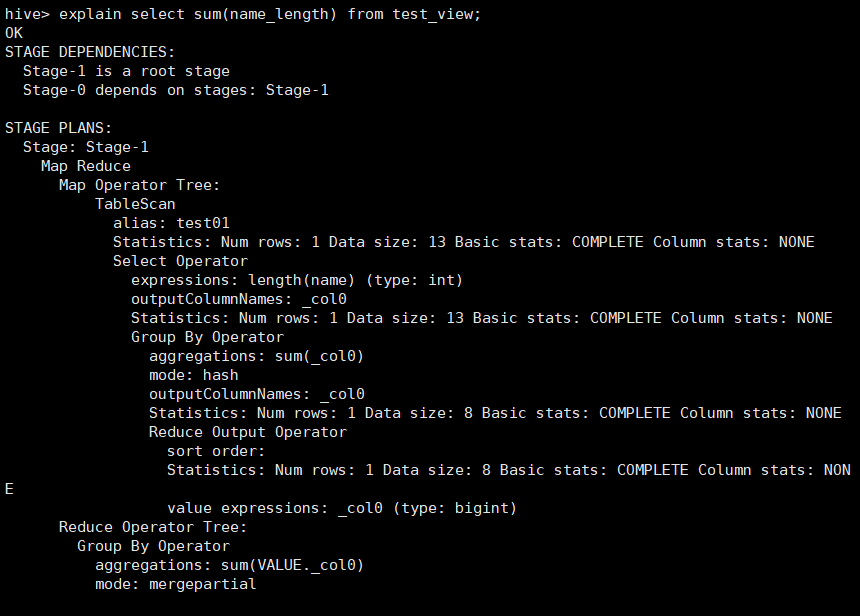 hive> explain select sum(name_length) from test_view;
OK
STAGE DEPENDENCIES:
  Stage-1 is a root stage
  Stage-0 depends on stages: Stage-1

STAGE PLANS:
  Stage: Stage-1
    Map Reduce
      Map Operator Tree:
          TableScan
            alias: test01
            Statistics: Num rows: 1 Data size: 13 Basic stats: COMPLETE Column stats: NONE
            Select Operator
              expressions: length(name) (type: int)
              outputColumnNames: _col0
              Statistics: Num rows: 1 Data size: 13 Basic stats: COMPLETE Column stats: NONE
              Group By Operator
                aggregations: sum(_col0)
                mode: hash
                outputColumnNames: _col0
                Statistics: Num rows: 1 Data size: 8 Basic stats: COMPLETE Column stats: NONE
                Reduce Output Operator
                  sort order:
                  Statistics: Num rows: 1 Data size: 8 Basic stats: COMPLETE Column stats: NON
E
                  value expressions: _col0 (type: bigint)
      Reduce Operator Tree:
        Group By Operator
          aggregations: sum(VALUE._col0)
          mode: mergepartial